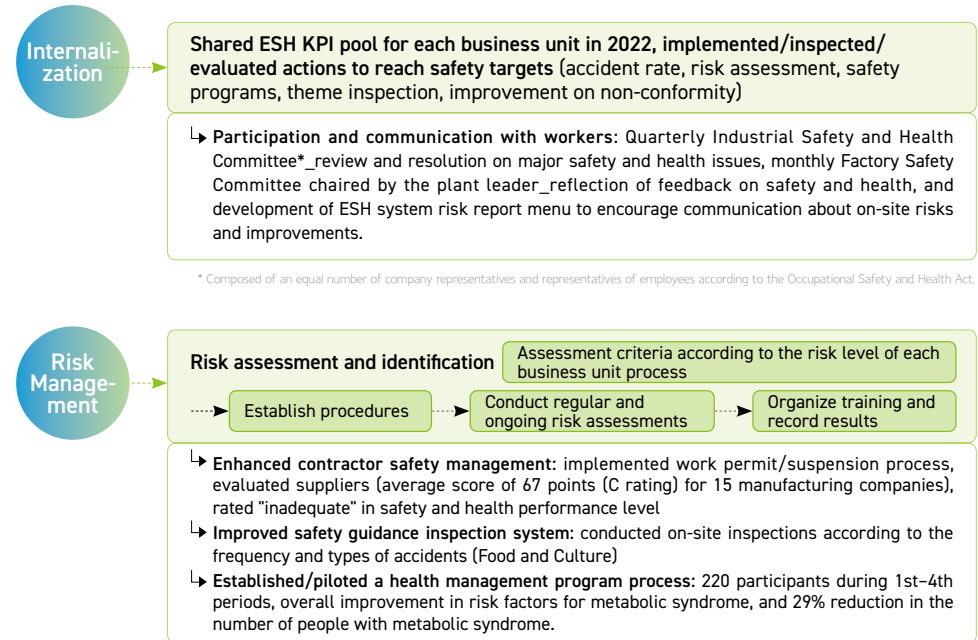 Internali-
zation
Shared ESH KPI pool for each business unit in 2022, implemented/inspected/
evaluated actions to reach safety targets (accident rate, risk assessment, safety
programs, theme inspection, improvement on non-conformity)
Participation and communication with workers: Quarterly Industrial Safety and Health
Committee*_review and resolution on major safety and health issues, monthly Factory Safety
Committee chaired by the plant leader_reflection of feedback on safety and health, and
development of ESH system risk report menu to encourage communication about on-site risks
and improvements.
* Composed of an equal number of company representatives and representatives of employees according to the Occupational Safety and Health Act.
Risk
Manage-
ment
Risk assessment and identification
Assessment criteria according to the risk level of each
business unit process
Establish procedures
Conduct regular and
ongoing risk assessments
Organize training and
record results
Enhanced contractor safety management: implemented work permit/suspension process,
evaluated suppliers (average score of 67 points (C rating) for 15 manufacturing companies),
rated "inadequate" in safety and health performance level
Improved safety guidance inspection system: conducted on-site inspections according to the
frequency and types of accidents (Food and Culture)
Established/piloted a health management program process: 220 participants during 1st–4th
periods, overall improvement in risk factors for metabolic syndrome, and 29% reduction in the
number of people with metabolic syndrome.